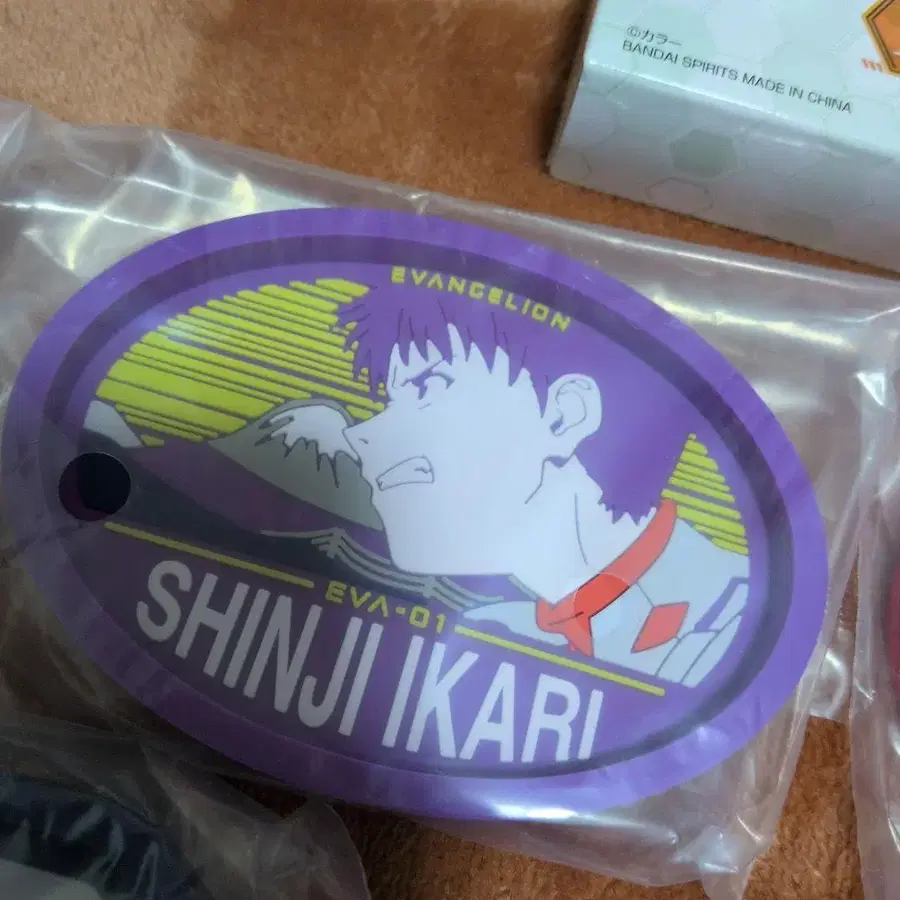 ©カラー
BANDAI SPIRITS MADE IN CHINA
EVANGELION
EVA-01
SHINJI IKARI